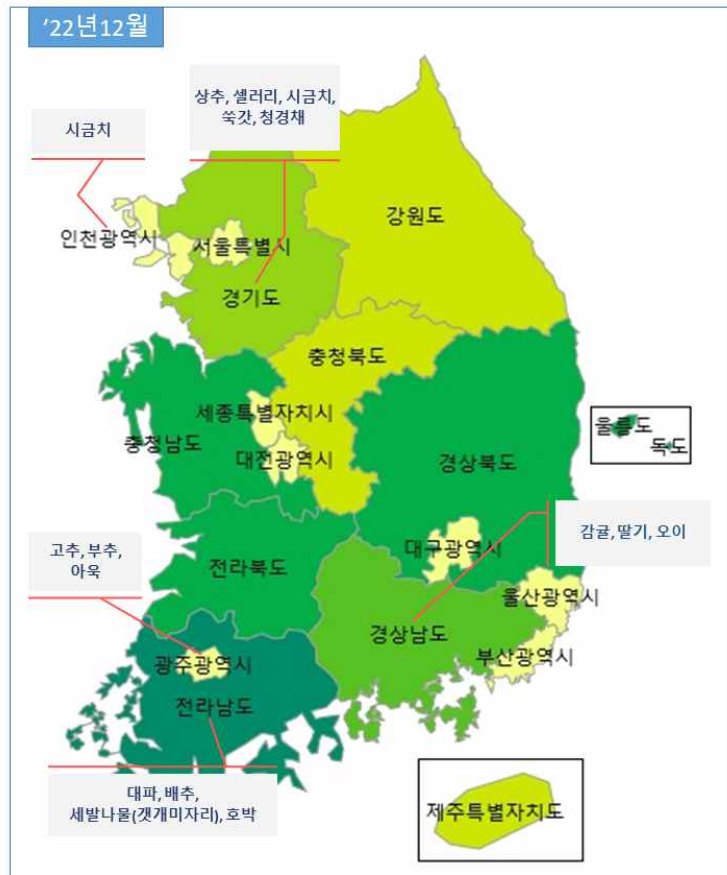 '22년12월
상추, 셀러리, 시금치,
쑥갓, 청경채
시금치
강원도
인천광역시
서울특별시
경기도
충청북도
세종특별자치시
충청남도
대전광역시
경상북도
울릉도
독도
감귤, 딸기, 오이
고추, 부추,
아욱
전라북도
대구광역시
울산광역시
경상남도
부산광역시
광주광역시
전라남도
대파, 배추,
세발나물(갯개미자리), 호박
제주특별자치도